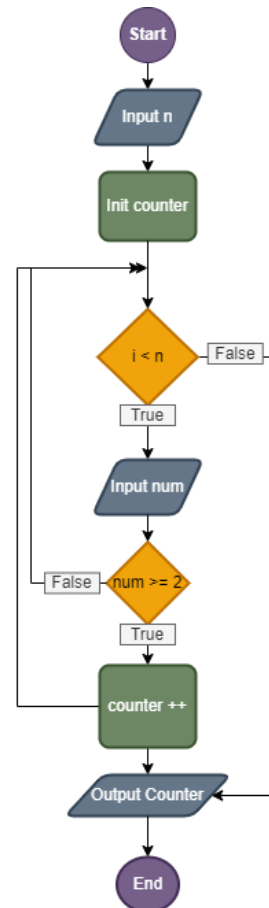 Start
Input n
Init counter
i < n
False
True
Input num
num >= 2
False
True
counter ++
Output Counter
End